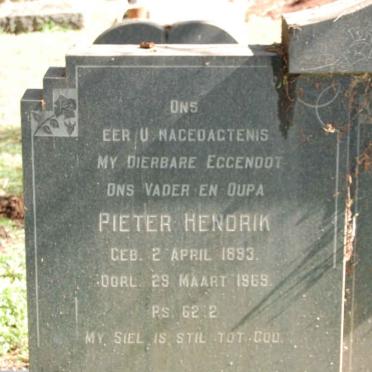 ONS
EER U NAGEDAGTENIS
MY DIERBARE EGGENOOT
ONS VADER EN OUPA
PIETER HENDRIK
GEB. 2 APRIL 1893.
OORL. 29 MAART 1969.
PS. 62:2
MY SIEL IS STIL TOT GOD.